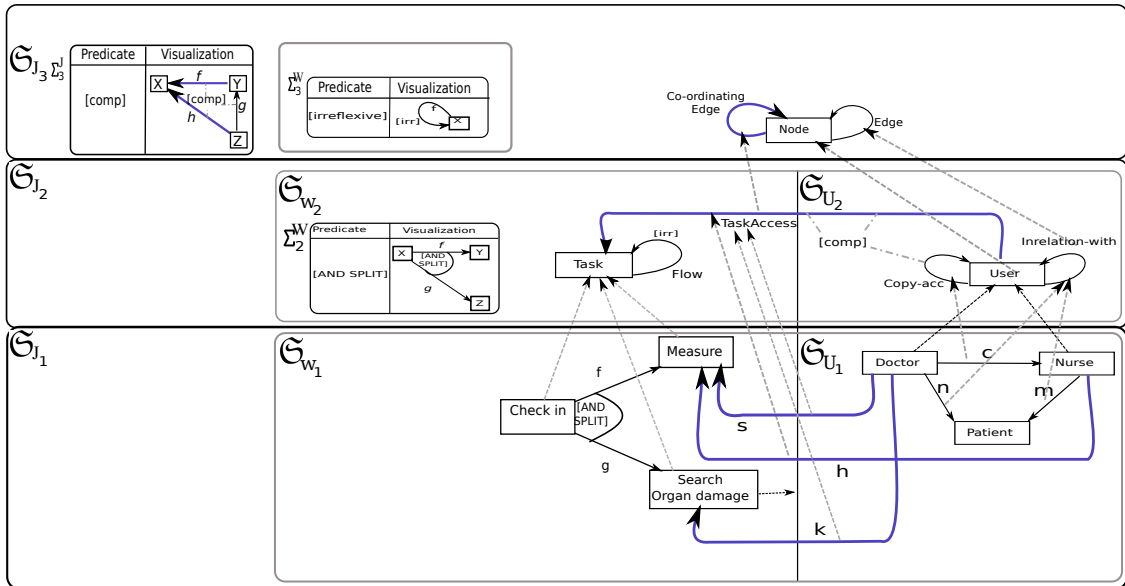 𝔖J3
Σ3J
Predicate Visualization
[comp]
X f Y
[comp] g
h
Z
Σ3W
Predicate Visualization
[irreflexive]
f
[irr] X
Co-ordinating
Edge
Node
Edge
𝔖J2
𝔖W2
Σ2W
Predicate Visualization
[AND SPLIT]
X f Y
[AND
SPLIT]
g
Z
Task
[irr]
Flow
TaskAccess
𝔖U2
[comp]
Inrelation-with
User
Copy-acc
𝔖J1
𝔖W1
Measure
f
Check in
[AND
SPLIT]
g
Search
Organ damage
s
𝔖U1
Doctor
c
Nurse
n
m
Patient
h
k